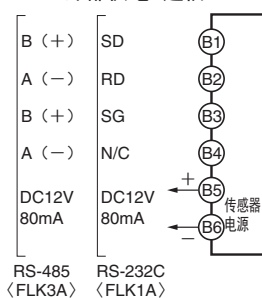 B（＋） SD B1
A（－） RD B2
B（＋） SG B3
A（－） N/C B4
DC12V DC12V ＋ B5 传感器
80mA 80mA － B6 电源
RS-485 RS-232C
〈FLK3A〉 〈FLK1A〉